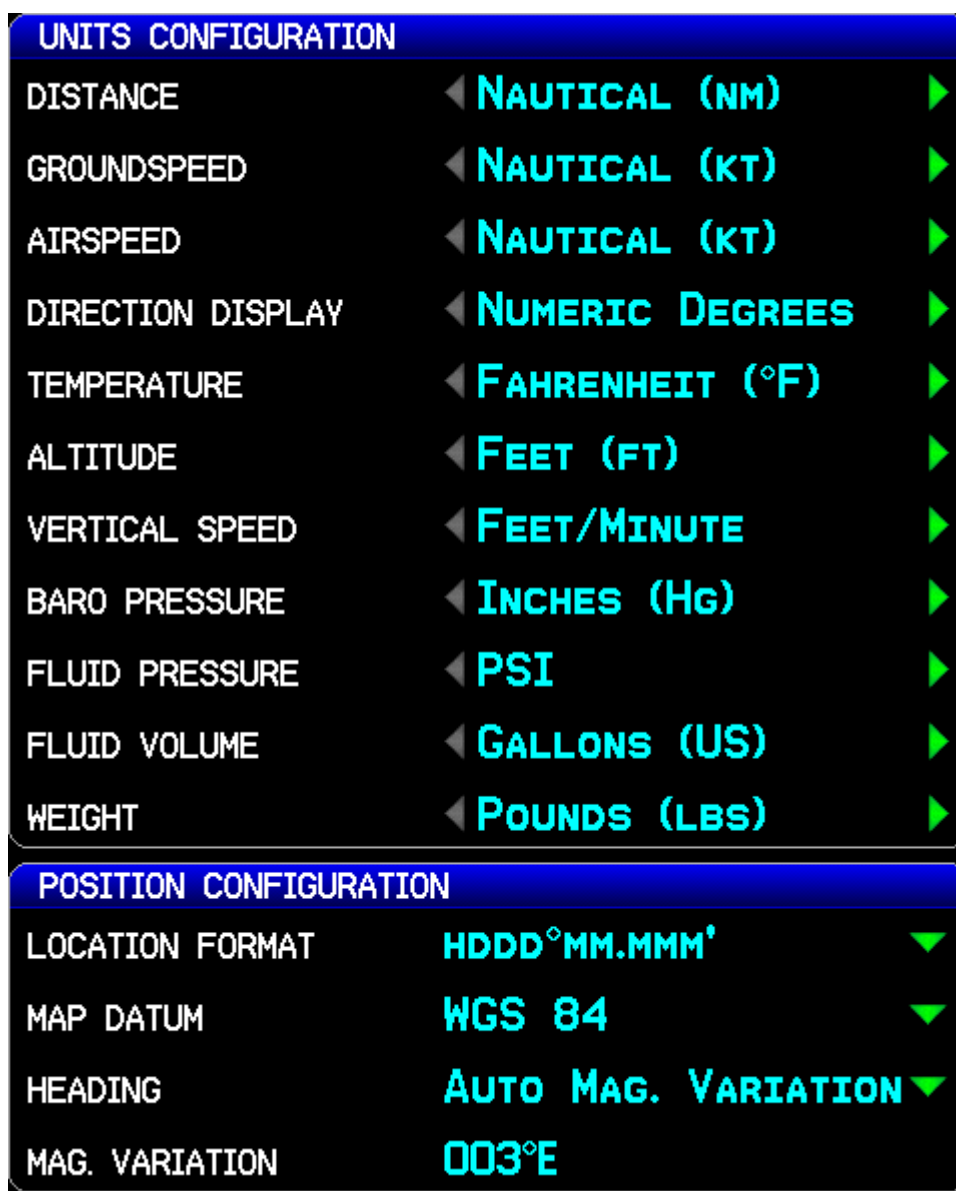 UNITS CONFIGURATION
DISTANCE Nautical (nm)
GROUNDSPEED Nautical (kt)
AIRSPEED Nautical (kt)
DIRECTION DISPLAY Numeric Degrees
TEMPERATURE Fahrenheit (°F)
ALTITUDE Feet (ft)
VERTICAL SPEED Feet/Minute
BARO PRESSURE Inches (Hg)
FLUID PRESSURE PSI
FLUID VOLUME Gallons (US)
WEIGHT Pounds (lbs)
POSITION CONFIGURATION
LOCATION FORMAT hddd°mm.mmm'
MAP DATUM WGS 84
HEADING Auto Mag. Variation
MAG. VARIATION 003°E